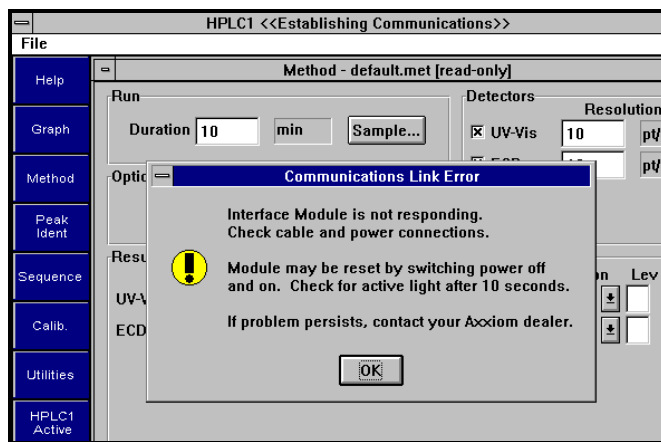 HPLC1 <<Establishing Communications>>
File
Help
Graph
Method
Peak
Ident
Sequence
Calib.
Utilities
HPLC1
Active
Method - default.met [read-only]
Run
Duration 10 min Sample...
Detectors
Resolution
UV-Vis 10
Communications Link Error
Interface Module is not responding.
Check cable and power connections.
Module may be reset by switching power off
and on. Check for active light after 10 seconds.
If problem persists, contact your Axxiom dealer.
OK
Lev
ECD